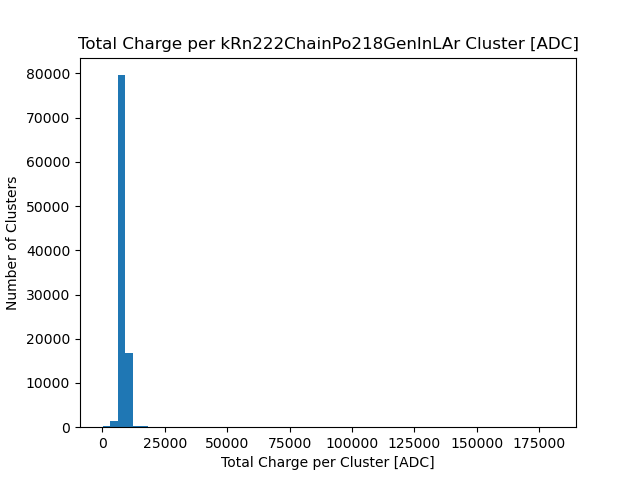 Total Charge per kRn222ChainPo218GenInLAr Cluster [ADC]
80000
70000
60000
50000
40000
30000
20000
10000
0
Number of Clusters
0 25000 50000 75000 100000 125000 150000 175000
Total Charge per Cluster [ADC]